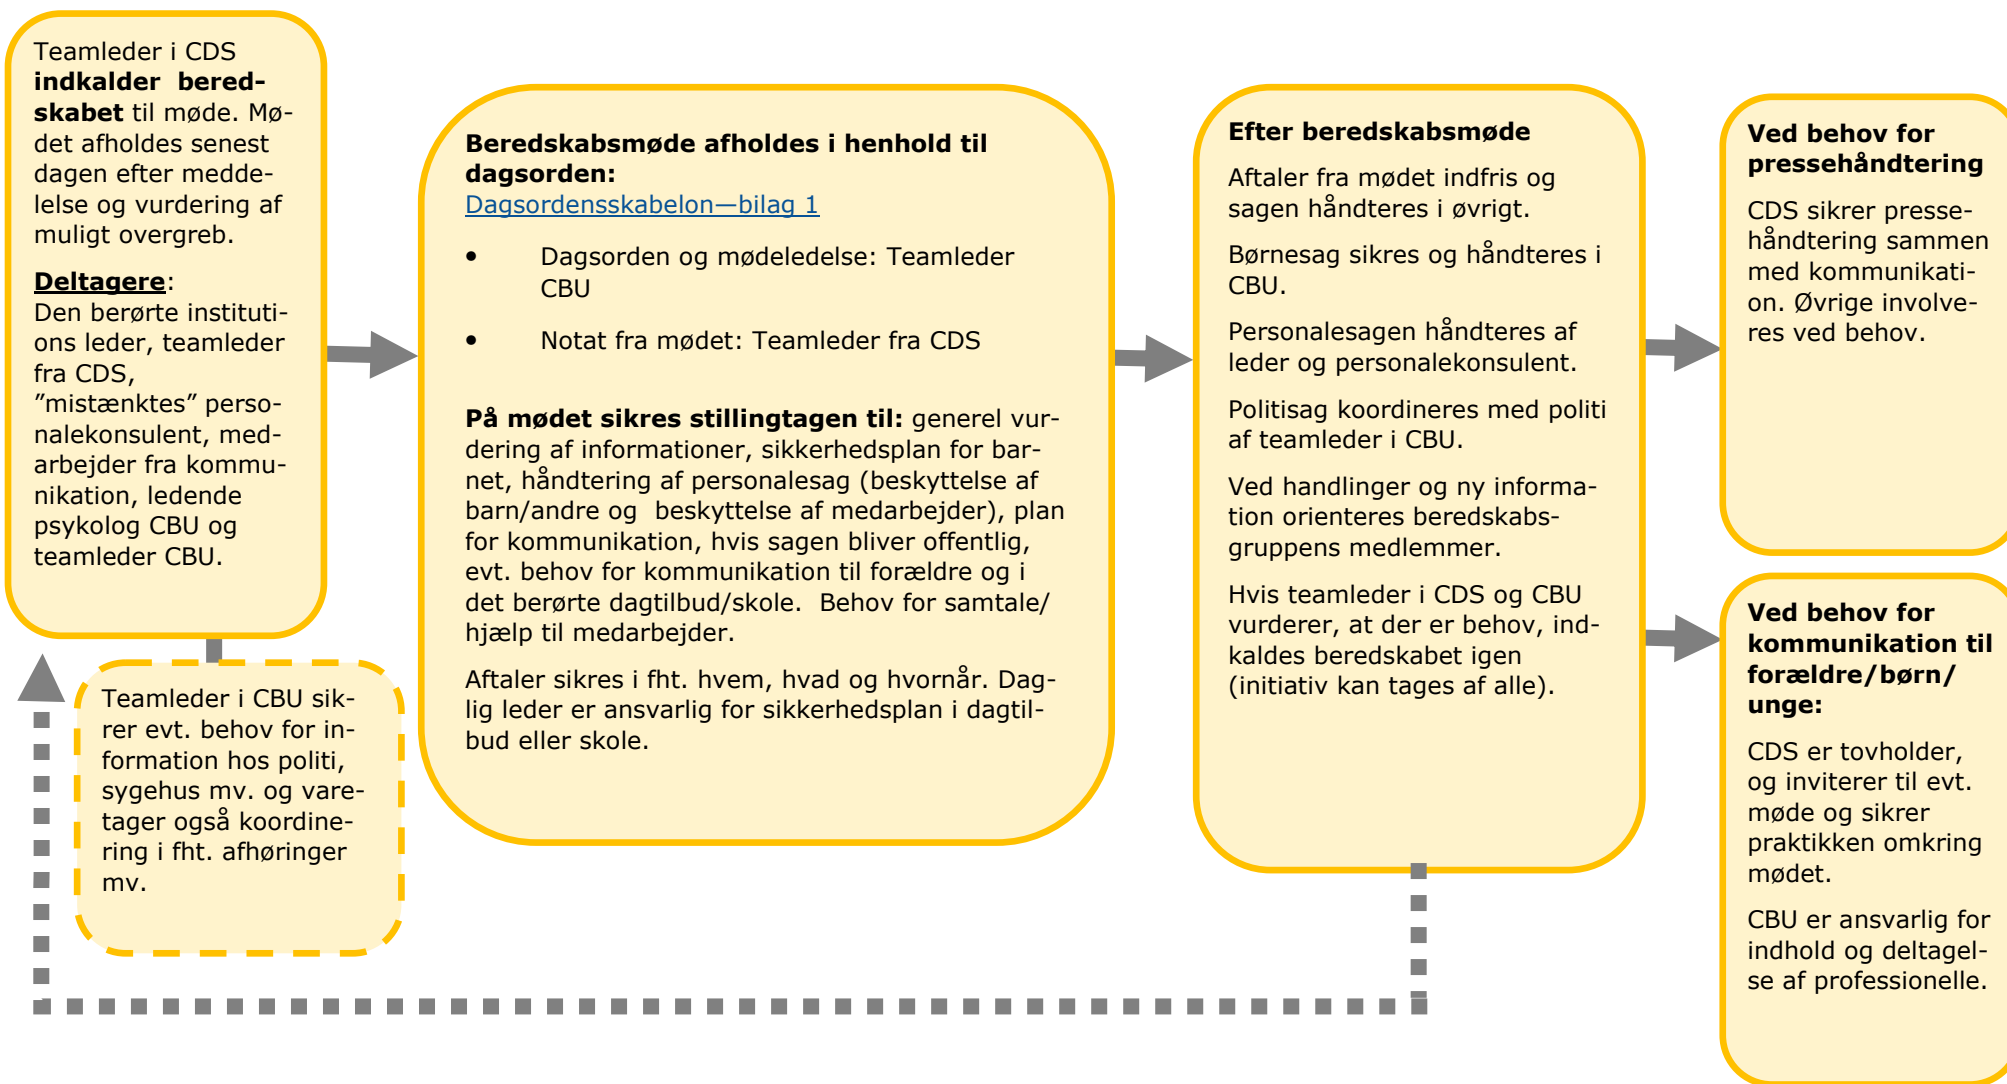 Teamleder i CDS
indkalder bered-
skabet til møde. Mø-
det afholdes senest
dagen efter medde-
lelse og vurdering af
muligt overgreb.
Deltagere:
Den berørte instituti-
ons leder, teamleder
fra CDS,
”mistænktes” perso-
nalekonsulent, med-
arbejder fra kommu-
nikation, ledende
psykolog CBU og
teamleder CBU.
Teamleder i CBU sik-
rer evt. behov for in-
formation hos politi,
sygehus mv. og vare-
tager også koordine-
ring i fht. afhøringer
mv.
Beredskabsmøde afholdes i henhold til
dagsorden:
Dagsordensskabelon—bilag 1
• Dagsorden og mødeledelse: Teamleder
CBU
• Notat fra mødet: Teamleder fra CDS
På mødet sikres stillingtagen til: generel vur-
dering af informationer, sikkerhedsplan for bar-
net, håndtering af personalesag (beskyttelse af
barn/andre og beskyttelse af medarbejder), plan
for kommunikation, hvis sagen bliver offentlig,
evt. behov for kommunikation til forældre og i
det berørte dagtilbud/skole. Behov for samtale/
hjælp til medarbejder.
Aftaler sikres i fht. hvem, hvad og hvornår. Dag-
lig leder er ansvarlig for sikkerhedsplan i dagtil-
bud eller skole.
Efter beredskabsmøde
Aftaler fra mødet indfris og
sagen håndteres i øvrigt.
Børnesag sikres og håndteres i
CBU.
Personalesagen håndteres af
leder og personalekonsulent.
Politisag koordineres med politi
af teamleder i CBU.
Ved handlinger og ny informa-
tion orienteres beredskabs-
gruppens medlemmer.
Hvis teamleder i CDS og CBU
vurderer, at der er behov, ind-
kaldes beredskabet igen
(initiativ kan tages af alle).
Ved behov for
pressehåndtering
CDS sikrer presse-
håndtering sammen
med kommunikati-
on. Øvrige involve-
res ved behov.
Ved behov for
kommunikation til
forældre/børn/
unge:
CDS er tovholder,
og inviterer til evt.
møde og sikrer
praktikken omkring
mødet.
CBU er ansvarlig for
indhold og deltagel-
se af professionelle.